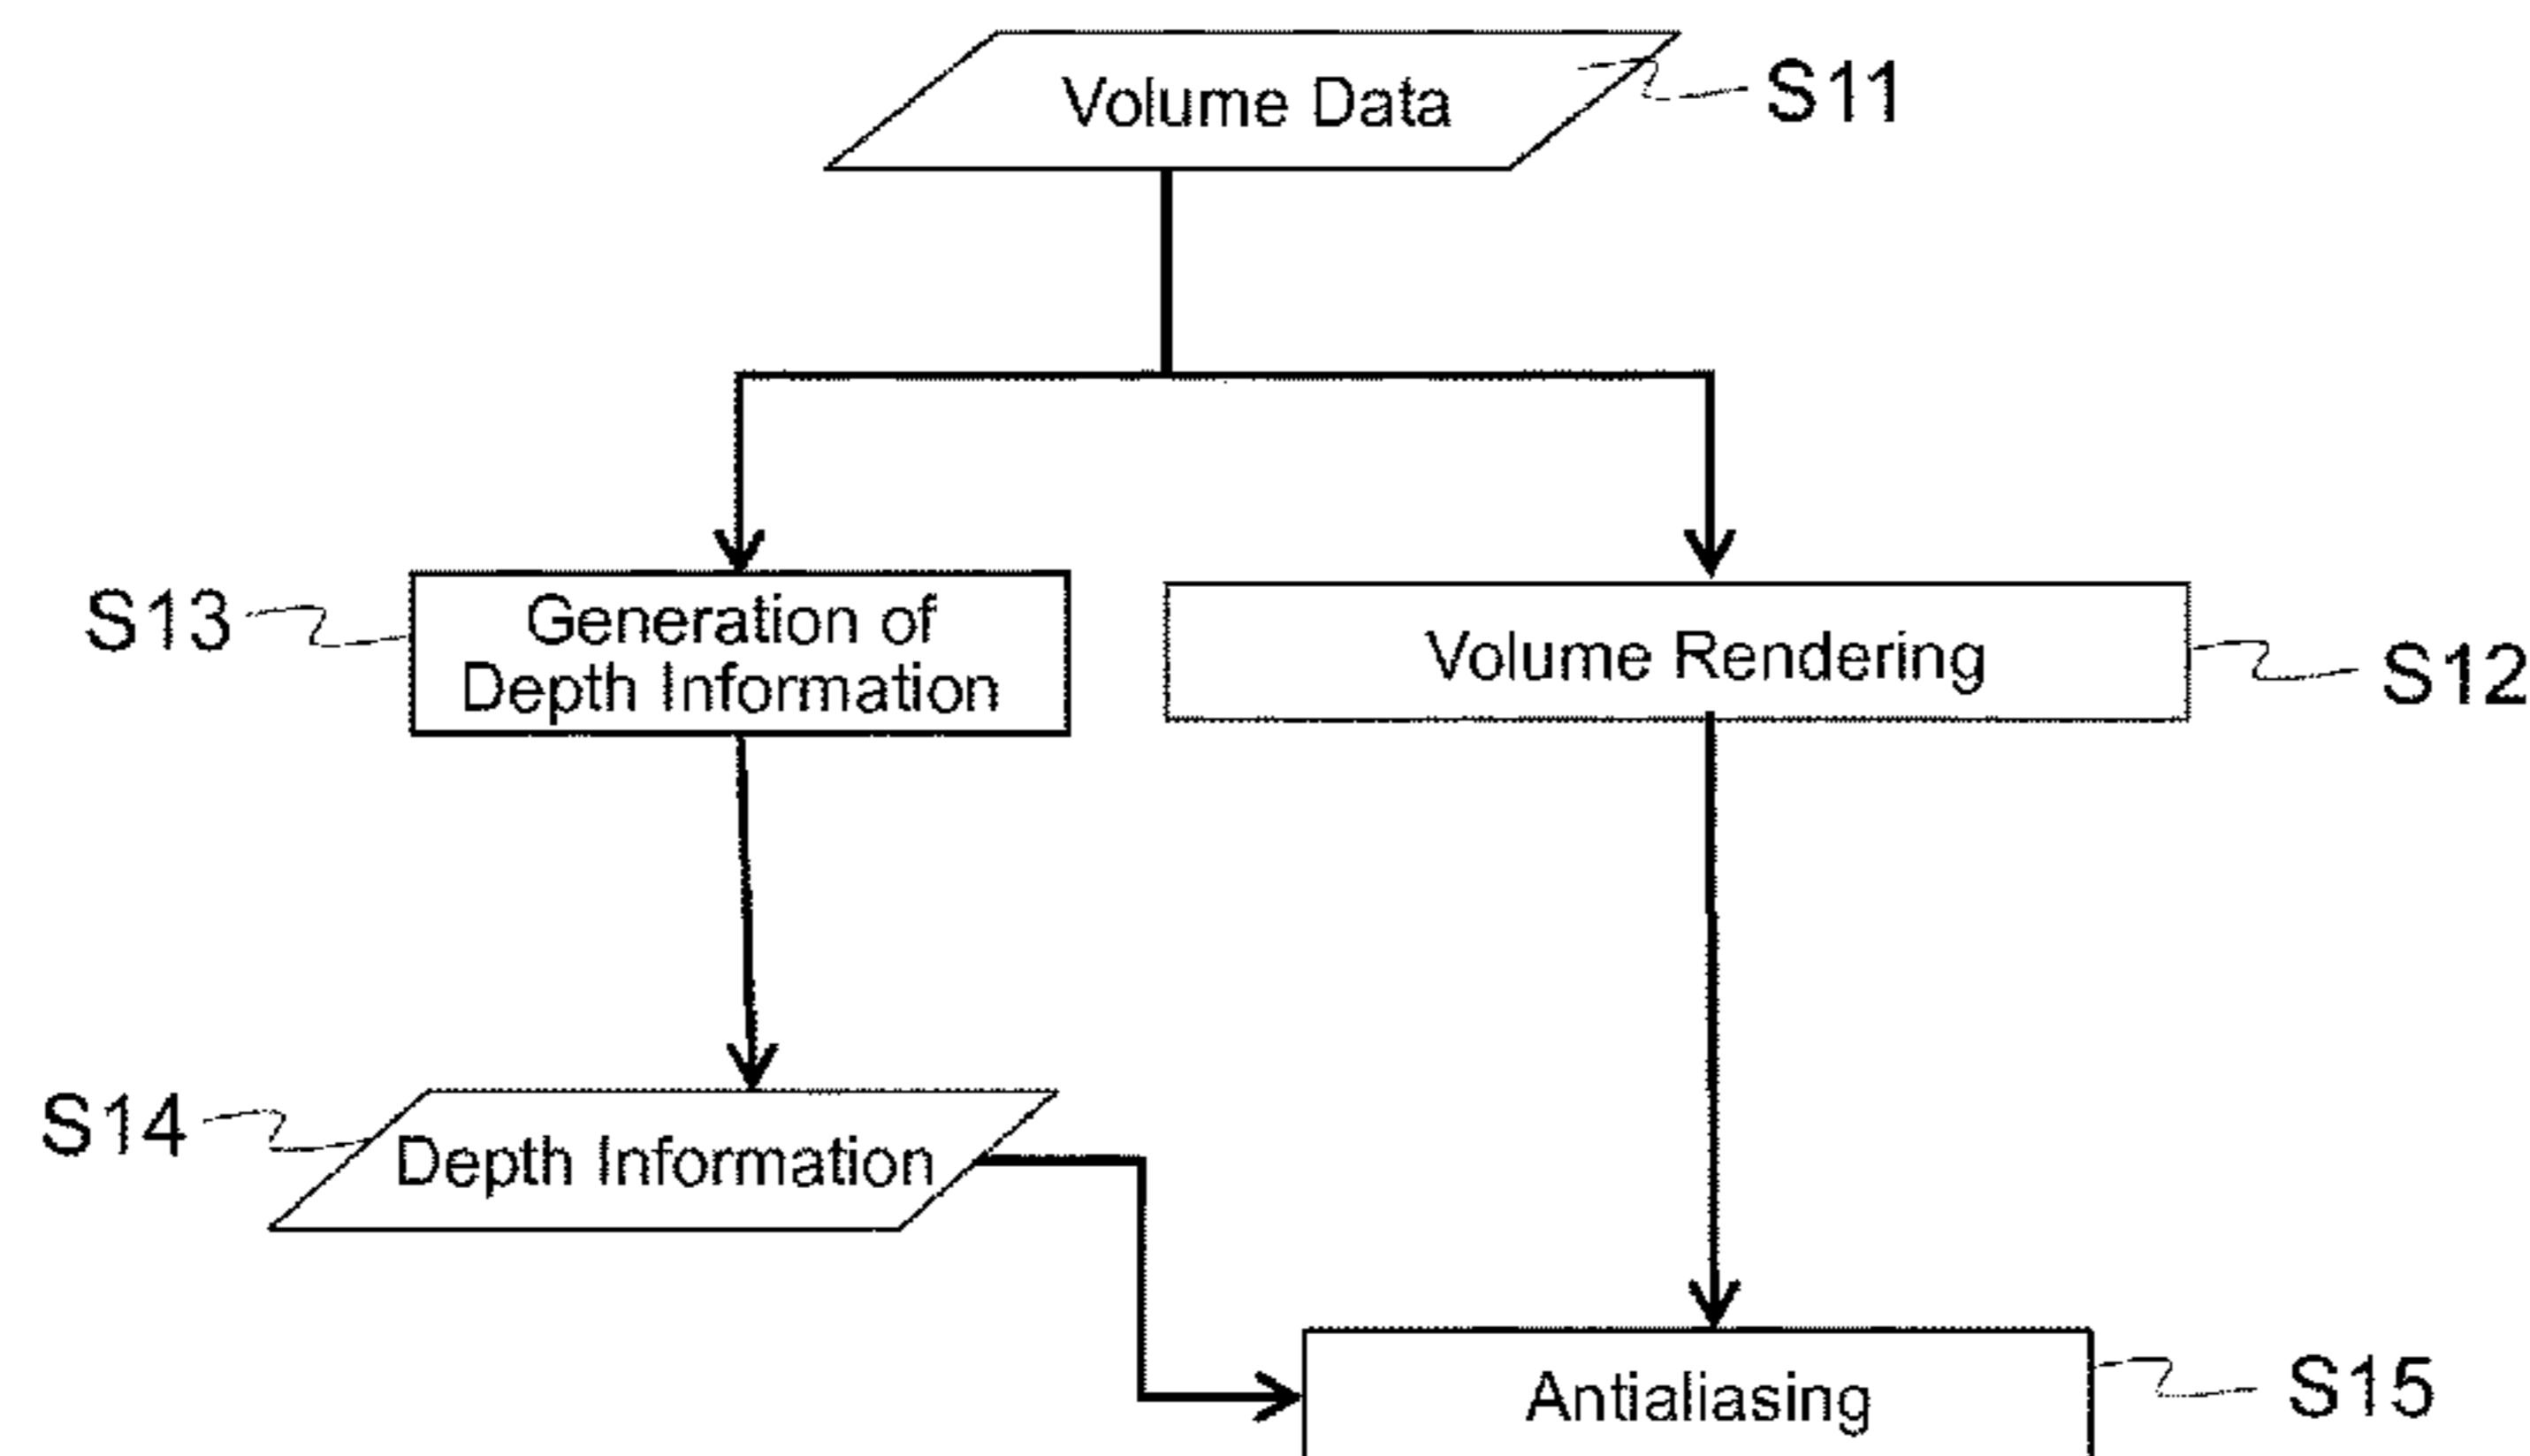 Volume Data
S11
S13
Generation of
Depth Information
Volume Rendering
S12
S14
Depth Information
Antialiasing
S15